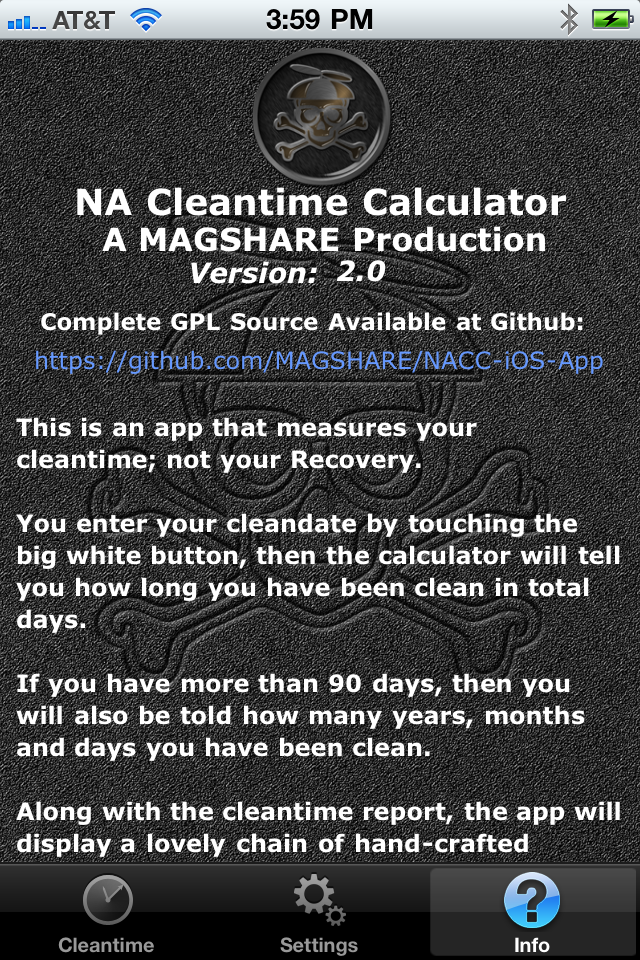 AT&T 3:59 PM
NA Cleantime Calculator
A MAGSHARE Production
Version: 2.0
Complete GPL Source Available at Github:
https://github.com/MAGSHARE/NACC-iOS-App
This is an app that measures your
cleantime; not your Recovery.
You enter your cleandate by touching the
big white button, then the calculator will tell
you how long you have been clean in total
days.
If you have more than 90 days, then you
will also be told how many years, months
and days you have been clean.
Along with the cleantime report, the app will
display a lovely chain of hand-crafted
Cleantime Settings Info